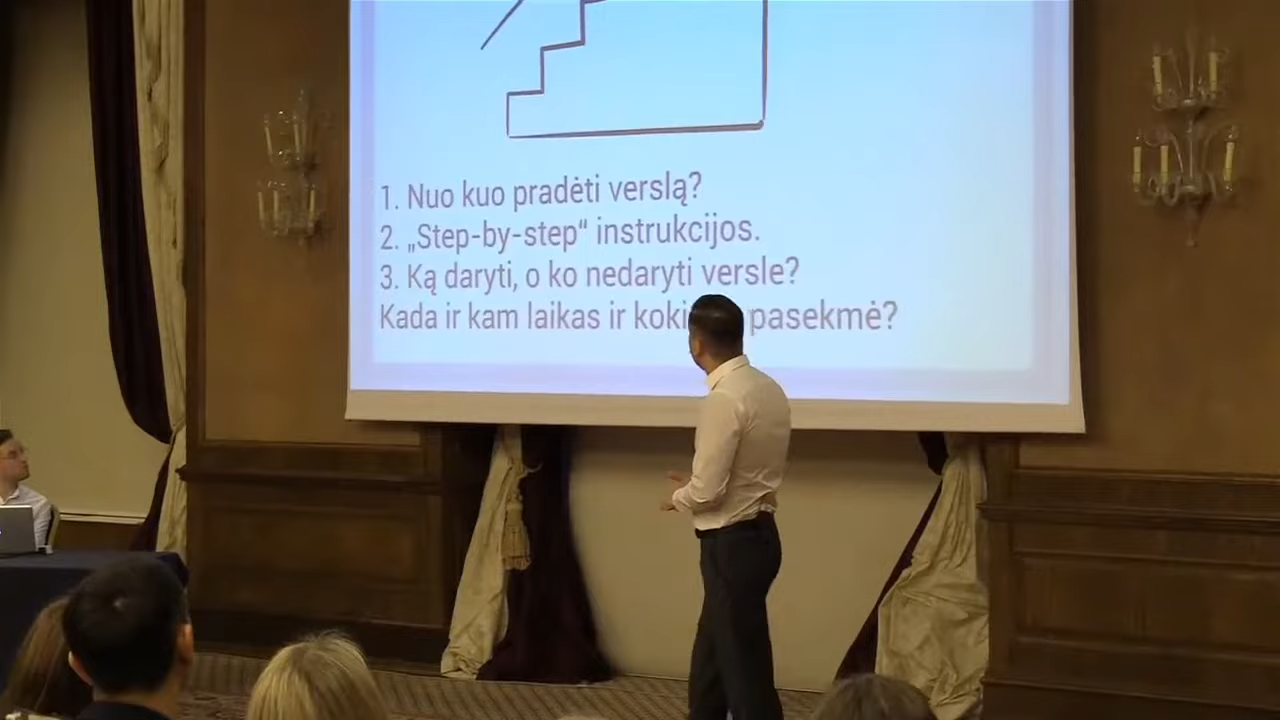 1. Nuo kuo pradėti verslą?
2. „Step-by-step“ instrukcijos.
3. Ką daryti, o ko nedaryti versle?
Kada ir kam laikas ir pasekmė?